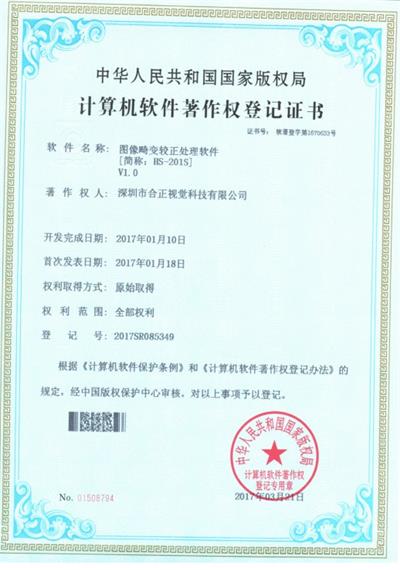 中华人民共和国国家版权局
计算机软件著作权登记证书
证书号： 软著登字第1670633号
软件名称： 图像畸变较正处理软件
[简称：HS-201S]
V1.0
著作权人： 深圳市合正视觉科技有限公司
开发完成日期： 2017年01月10日
首次发表日期： 2017年01月18日
权利取得方式： 原始取得
权利范围： 全部权利
登记号： 2017SR085349
根据《计算机软件保护条例》和《计算机软件著作权登记办法》的
规定，经中国版权保护中心审核，对以上事项予以登记。
中华人民共和国国家版权局
计算机软件著作权
登记专用章
No. 01508794
2017年03月21日